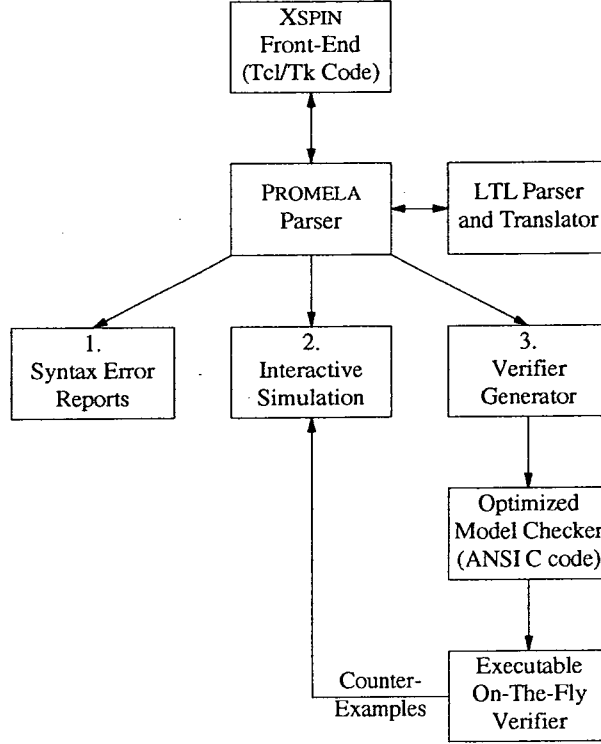 XSPIN
Front-End
(Tcl/Tk Code)
PROMELA
Parser
LTL Parser
and Translator
1.
Syntax Error
Reports
2.
Interactive
Simulation
3.
Verifier
Generator
Optimized
Model Checker
(ANSI C code)
Counter-
Examples
Executable
On-The-Fly
Verifier